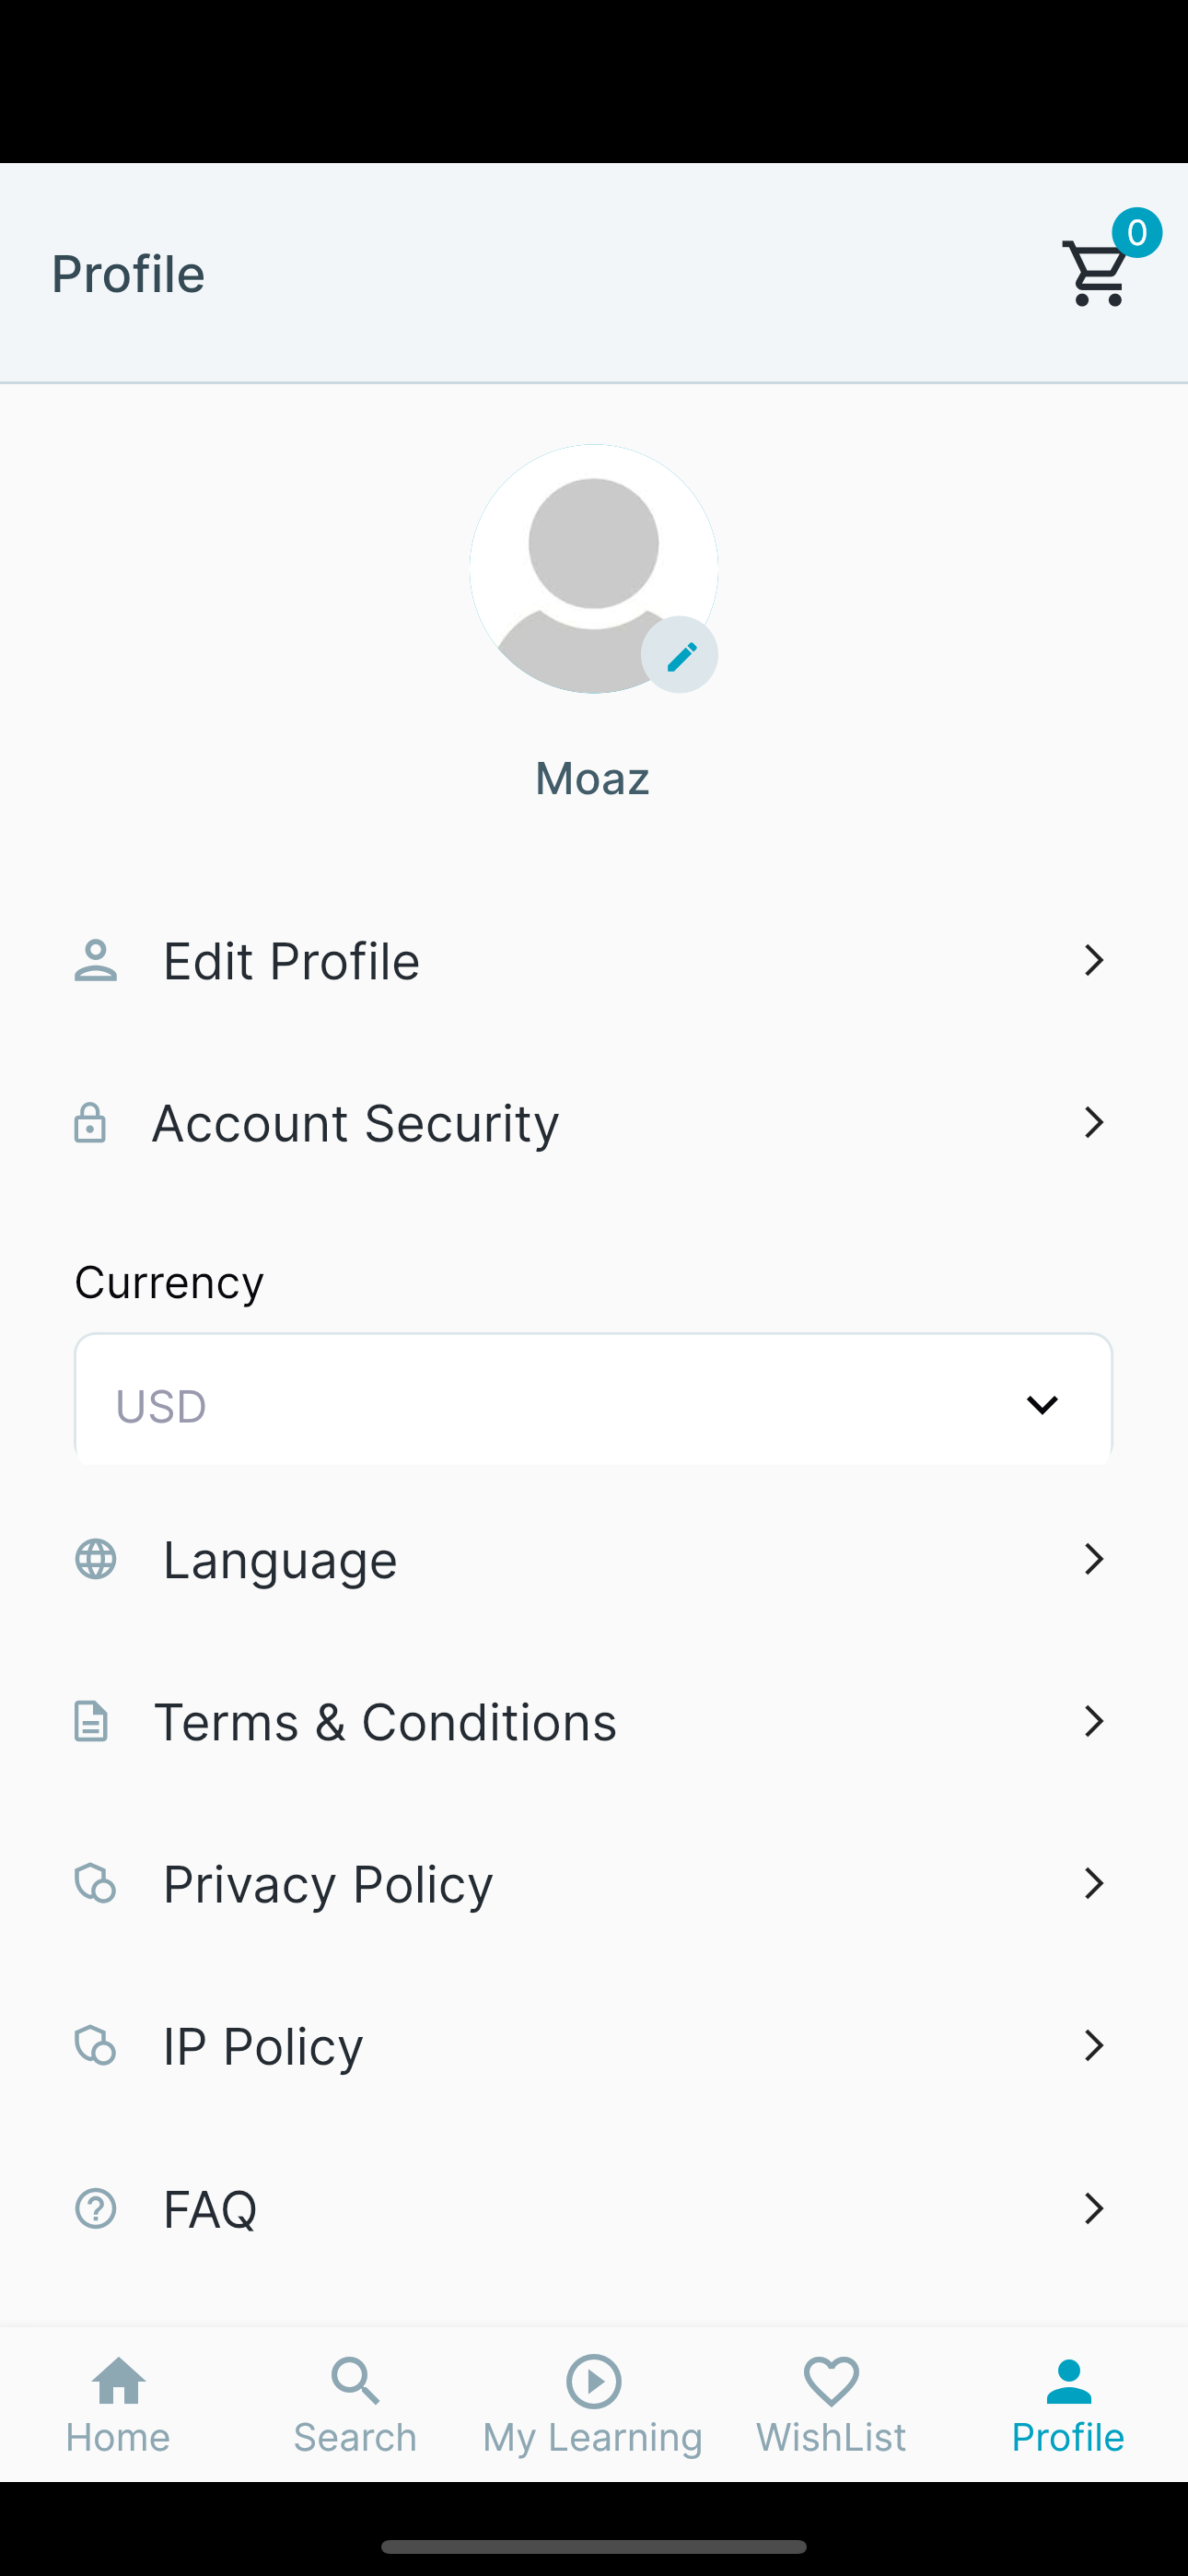 Profile
0
Moaz
Edit Profile
Account Security
Currency
USD
Language
Terms & Conditions
Privacy Policy
IP Policy
FAQ
Home
Search
My Learning
WishList
Profile